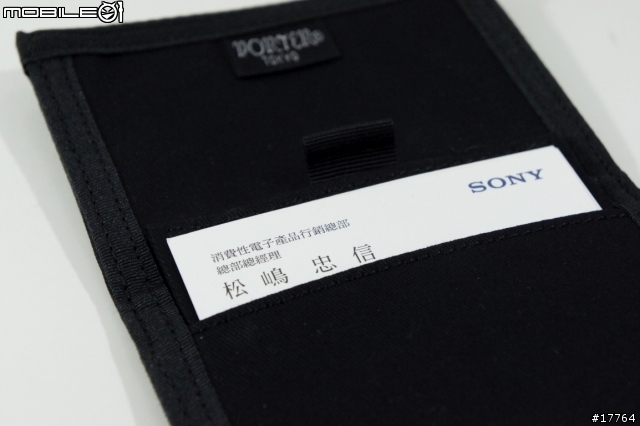 MOBILE01
PORTER
TOKYO
SONY
消費性電子產品行銷總部
總部總經理
松嶋 忠信
#17764